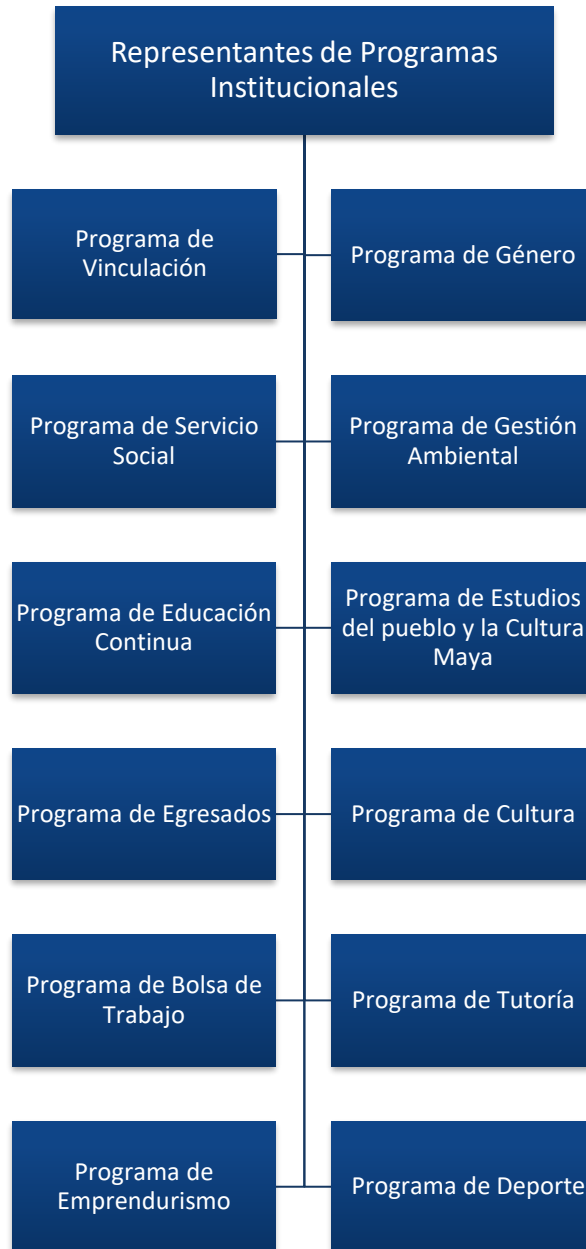 Representantes de Programas
Institucionales
Programa de
Vinculación
Programa de Género
Programa de Servicio
Social
Programa de Gestión
Ambiental
Programa de Educación
Continua
Programa de Estudios
del pueblo y la Cultura
Maya
Programa de Egresados
Programa de Cultura
Programa de Bolsa de
Trabajo
Programa de Tutoría
Programa de
Emprendurismo
Programa de Deporte